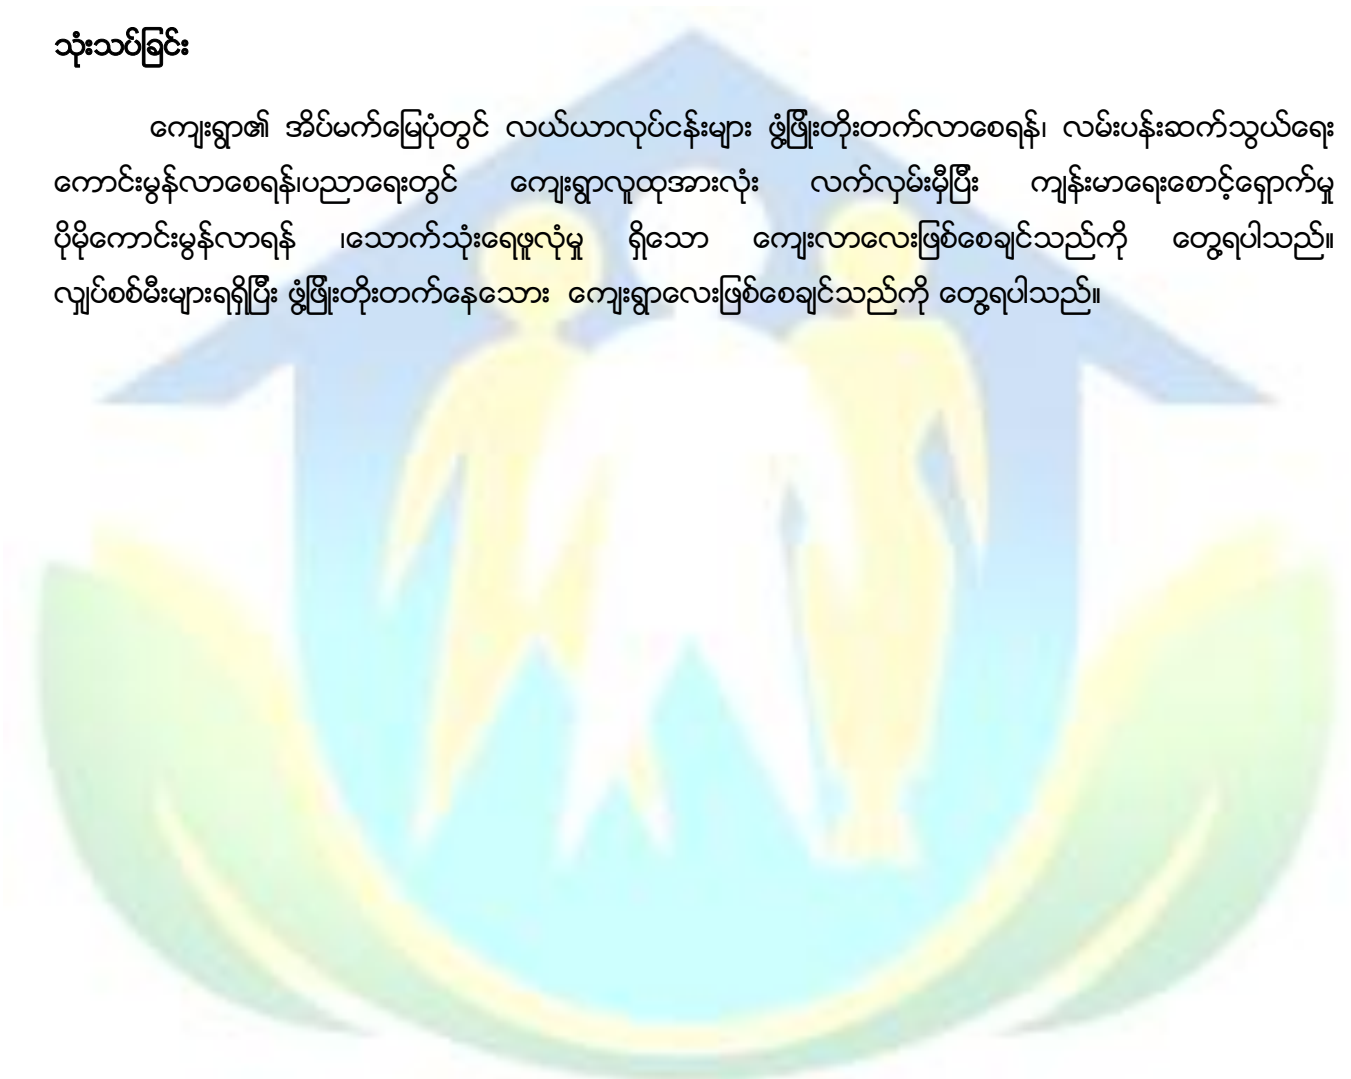 သုံးသပ်ခြင်း
ကျေးရွာ၏ အိပ်မက်မြေပုံတွင် လယ်ယာလုပ်ငန်းများ ဖွံ့ဖြိုးတိုးတက်လာစေရန်၊ လမ်းပန်းဆက်သွယ်ရေး
ကောင်းမွန်လာစေရန်၊ပညာရေးတွင် ကျေးရွာလူထုအားလုံး လက်လှမ်းမှီပြီး ကျန်းမာရေးစောင့်ရှောက်မှု
ပိုမိုကောင်းမွန်လာရန် ၊သောက်သုံးရေဖူလုံမှု ရှိသော ကျေးလာလေးဖြစ်စေချင်သည်ကို တွေ့ရပါသည်။
လျှပ်စစ်မီးများရရှိပြီး ဖွံ့ဖြိုးတိုးတက်နေသေား ကျေးရွာလေးဖြစ်စေချင်သည်ကို တွေ့ရပါသည်။